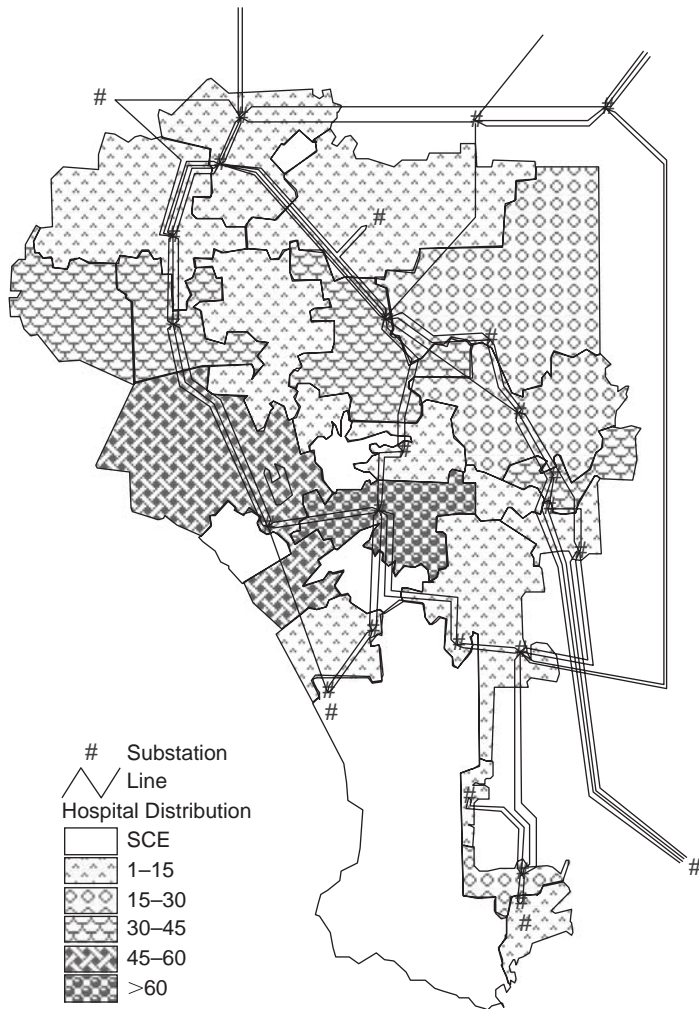 # Substation
Line
Hospital Distribution
SCE
1–15
15–30
30–45
45–60
>60